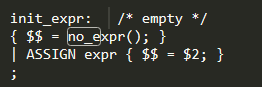 init_expr: /* empty */
{ $$ = no_expr(); }
| ASSIGN expr { $$ = $2; }
;